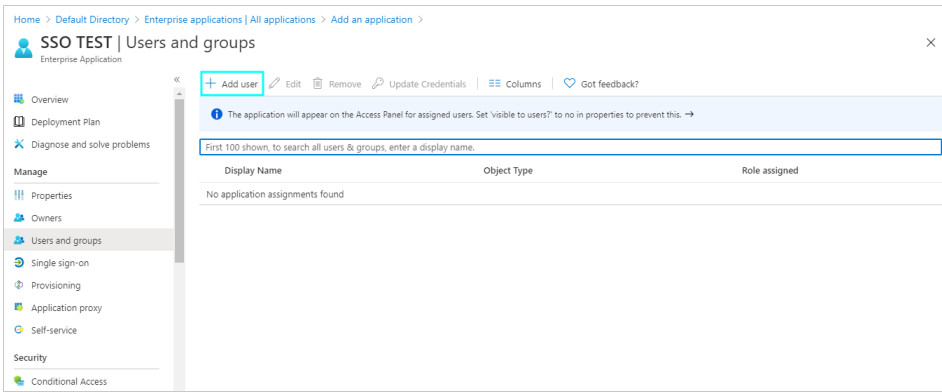 Home > Default Directory > Enterprise applications | All applications > Add an application >
SSO TEST | Users and groups
Enterprise Application
Overview
Deployment Plan
Diagnose and solve problems
Manage
Properties
Owners
Users and groups
Single sign-on
Provisioning
Application proxy
Self-service
Security
Conditional Access
Add user Edit Remove Update Credentials Columns Got feedback?
The application will appear on the Access Panel for assigned users. Set 'visible to users?' to no in properties to prevent this. →
First 100 shown, to search all users & groups, enter a display name.
Display Name Object Type Role assigned
No application assignments found